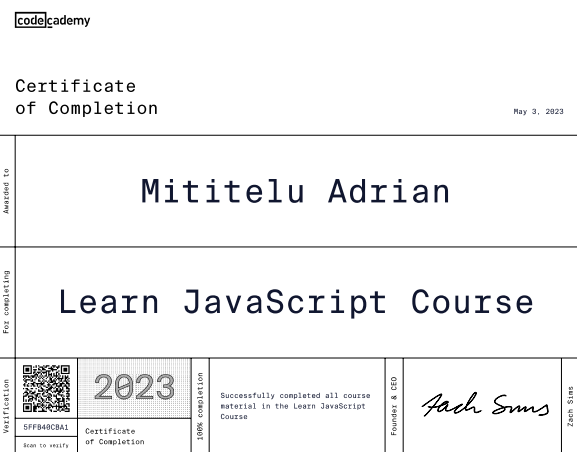 codecademy
Certificate
of Completion
May 3, 2023
Awarded to
Mititelu Adrian
For completing
Learn JavaScript Course
Verification
5FFB40CBA1
Scan to verify
2023
Certificate
of Completion
100% completion
Successfully completed all course
material in the Learn JavaScript
Course
Founder & CEO
Zach Sims
Zach Sims